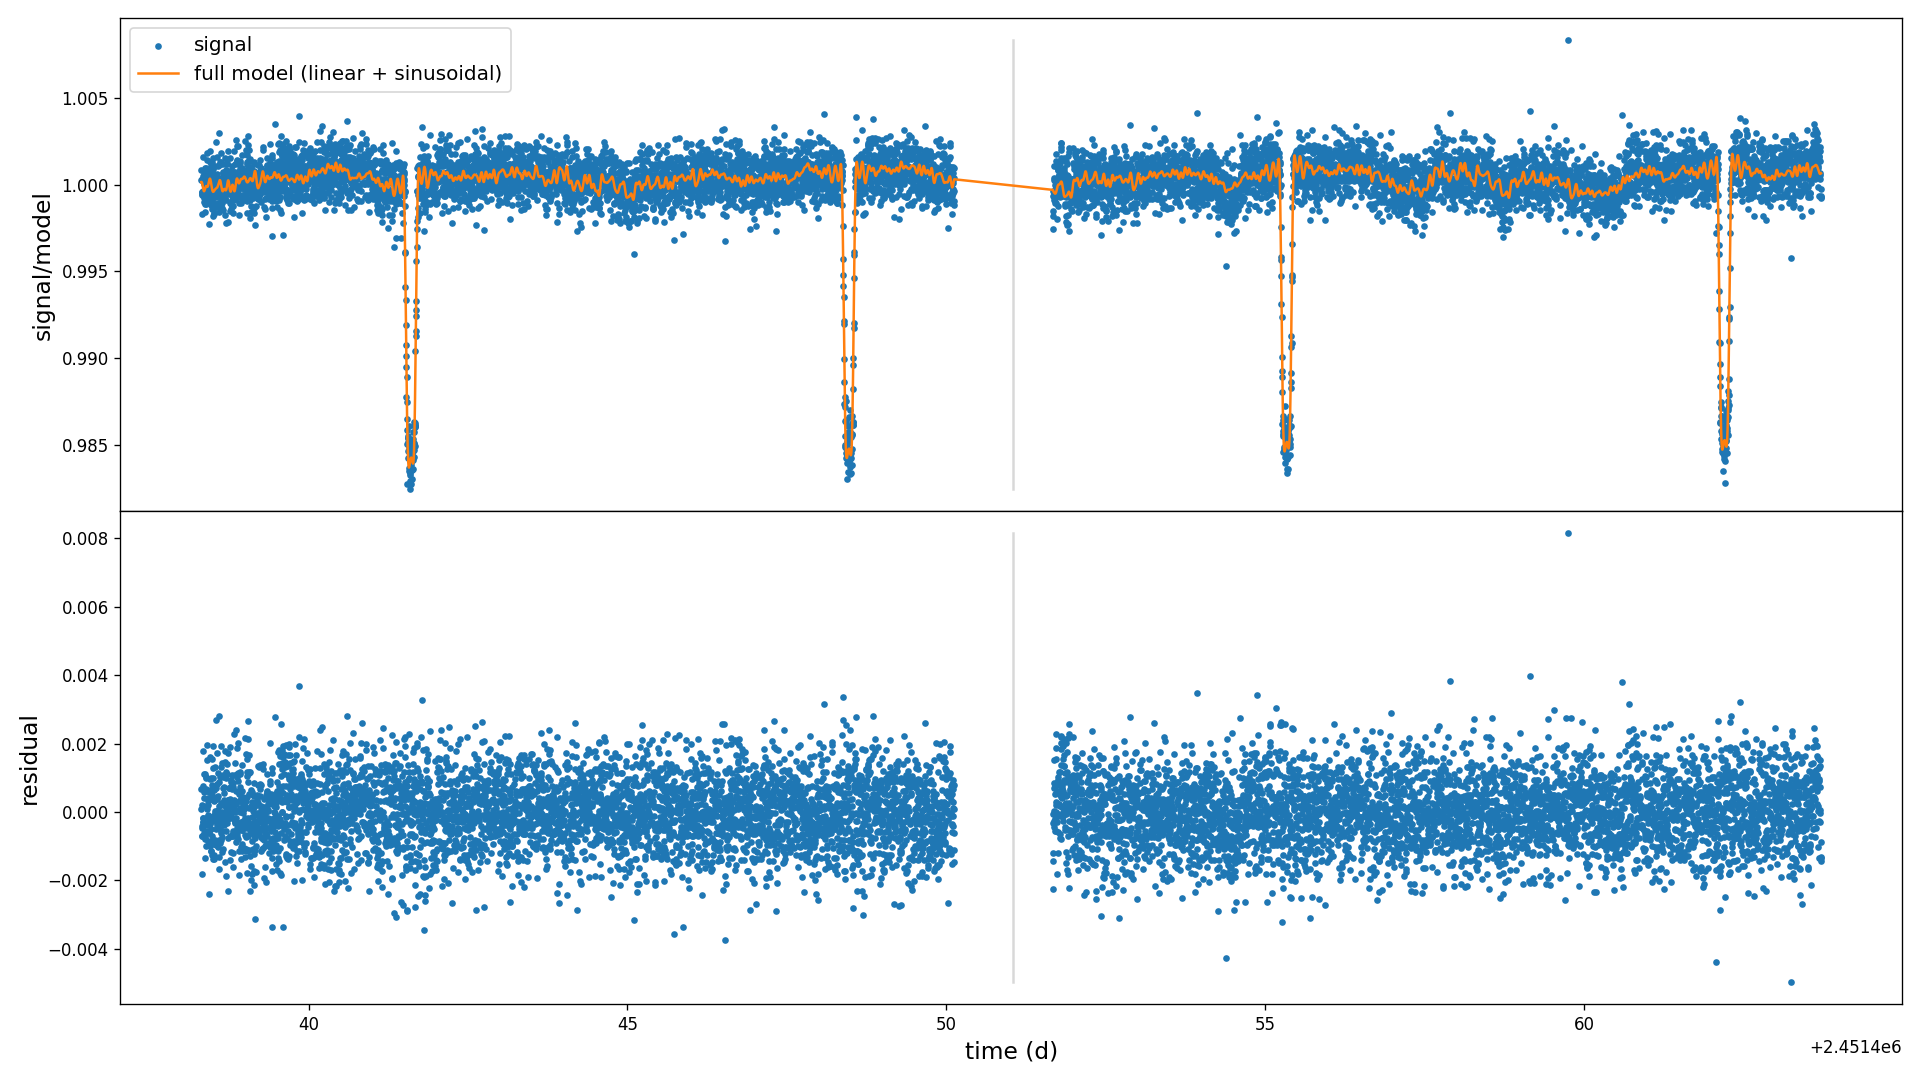 signal
full model (linear + sinusoidal)
signal/model
1.005
1.000
0.995
0.990
0.985
residual
0.008
0.006
0.004
0.002
0.000
−0.002
−0.004
40
45
50
55
60
time (d)
+2.4514e6